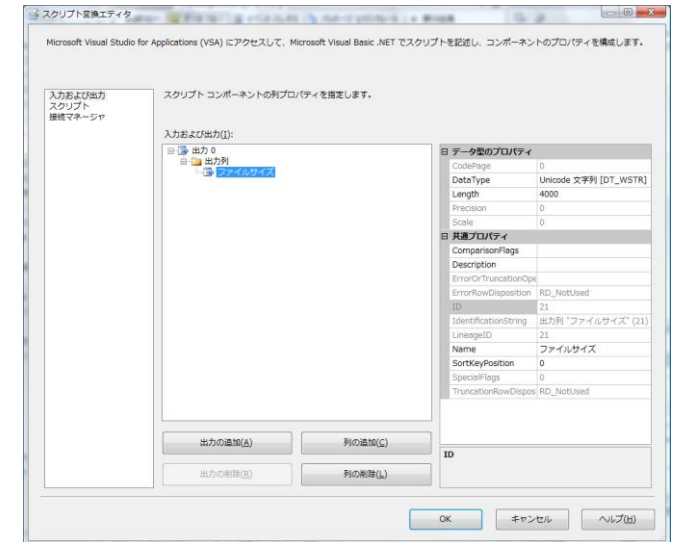 スクリプト変換エディタ
Microsoft Visual Studio for Applications (VSA) にアクセスして、Microsoft Visual Basic .NET でスクリプトを記述し、コンポーネントのプロパティを構成します。
入力および出力
スクリプト
接続マネージャ
スクリプト コンポーネントの列プロパティを指定します。
入力および出力(I):
出力 0
出力列
ファイルサイズ
データ型のプロパティ
CodePage 0
DataType Unicode 文字列 [DT_WSTR]
Length 4000
Precision 0
Scale 0
共通プロパティ
ComparisonFlags
Description
ErrorOrTruncationOpe
ErrorRowDisposition RD_NotUsed
ID 21
IdentificationString 出力列 "ファイルサイズ" (21)
LineageID 21
Name ファイルサイズ
SortKeyPosition 0
SpecialFlags 0
TruncationRowDispos RD_NotUsed
出力の追加(A) 列の追加(C)
出力の削除(R) 列の削除(L)
ID
OK キャンセル ヘルプ(H)